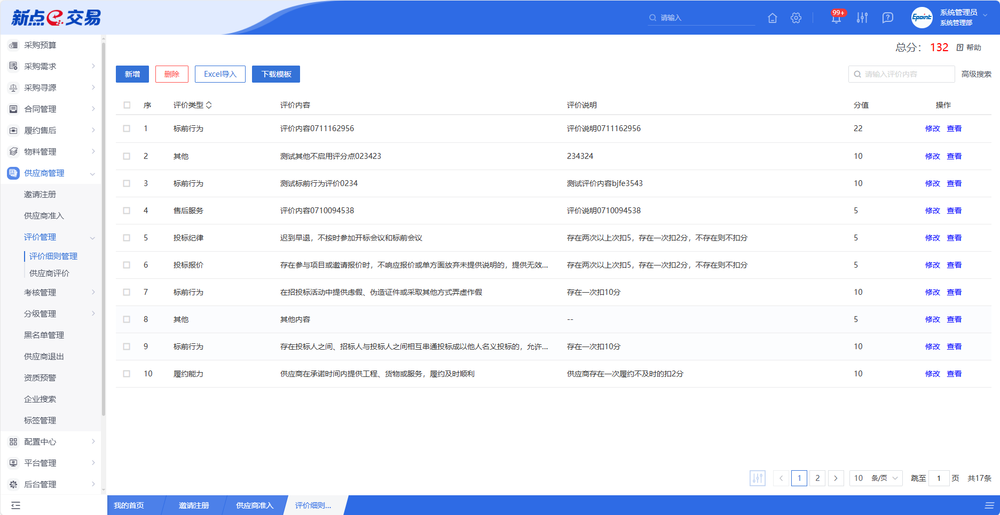 新点e交易
请输入
99+
Epoint
系统管理员
系统管理部
采购预算
采购需求
采购寻源
合同管理
履约售后
物料管理
供应商管理
邀请注册
供应商准入
评价管理
评价细则管理
供应商评价
考核管理
分级管理
黑名单管理
供应商退出
资质预警
企业搜索
标签管理
配置中心
平台管理
后台管理
总分： 132 帮助
新增 删除 Excel导入 下载模板
请输入评价内容 高级搜索
序 评价类型 评价内容 评价说明 分值 操作
1 标前行为 评价内容0711162956 评价说明0711162956 22 修改 查看
2 其他 测试其他不启用评分点023423 234324 10 修改 查看
3 标前行为 测试标前行为评价0234 测试评价内容bjfe3543 10 修改 查看
4 售后服务 评价内容0710094538 评价说明0710094538 5 修改 查看
5 投标纪律 迟到早退，不按时参加开标会议和标前会议 存在两次以上次扣5，存在一次扣2分，不存在则不扣分 5 修改 查看
6 投标报价 存在参与项目或邀请报价时，不响应报价或单方面放弃未提供说明的，提供无效... 存在两次以上次扣5，存在一次扣2分，不存在则不扣分 5 修改 查看
7 标前行为 在招投标活动中提供虚假、伪造证件或采取其他方式弄虚作假 存在一次扣10分 10 修改 查看
8 其他 其他内容 -- 5 修改 查看
9 标前行为 存在投标人之间、招标人与投标人之间相互串通投标成以他人名义投标的，允许... 存在一次扣10分 10 修改 查看
10 履约能力 供应商在承诺时间内提供工程、货物或服务，履约及时顺利 供应商存在一次履约不及时的扣2分 10 修改 查看
1 2 10 条/页 跳至 1 页 共17条
我的首页 邀请注册 供应商准入 评价细则...